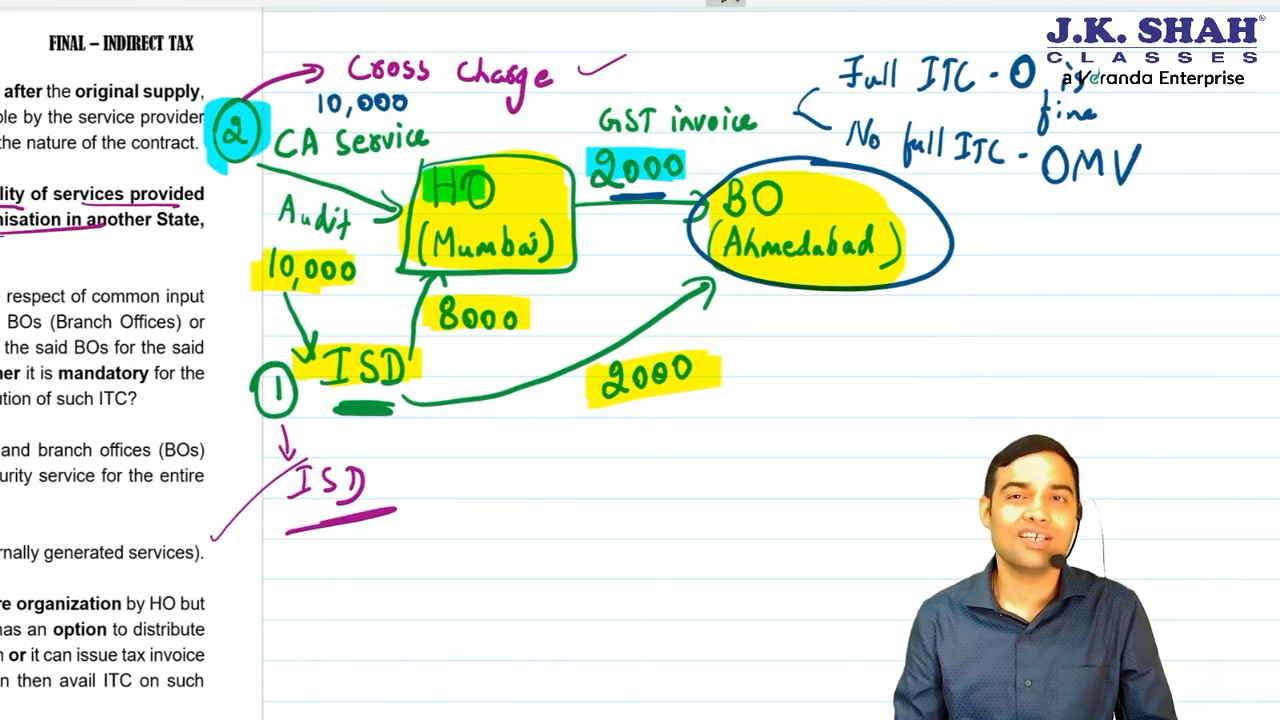 FINAL – INDIRECT TAX
after the original supply,
ble by the service provider
the nature of the contract.
ility of services provided
nisation in another State,
respect of common input
BOs (Branch Offices) or
the said BOs for the said
her it is mandatory for the
ution of such ITC?
and branch offices (BOs)
urity service for the entire
rnally generated services).
re organization by HO but
has an option to distribute
n or it can issue tax invoice
n then avail ITC on such
J.K. SHAH®
CLASSES
a Veranda Enterprise
2
Cross Charge
10,000
CA Service
Audit
10,000
HO
(Mumbai)
GST invoice
2000
BO
(Ahmedabad)
Full ITC - 0 is
fine
No full ITC - OMV
8000
ISD
2000
1
ISD